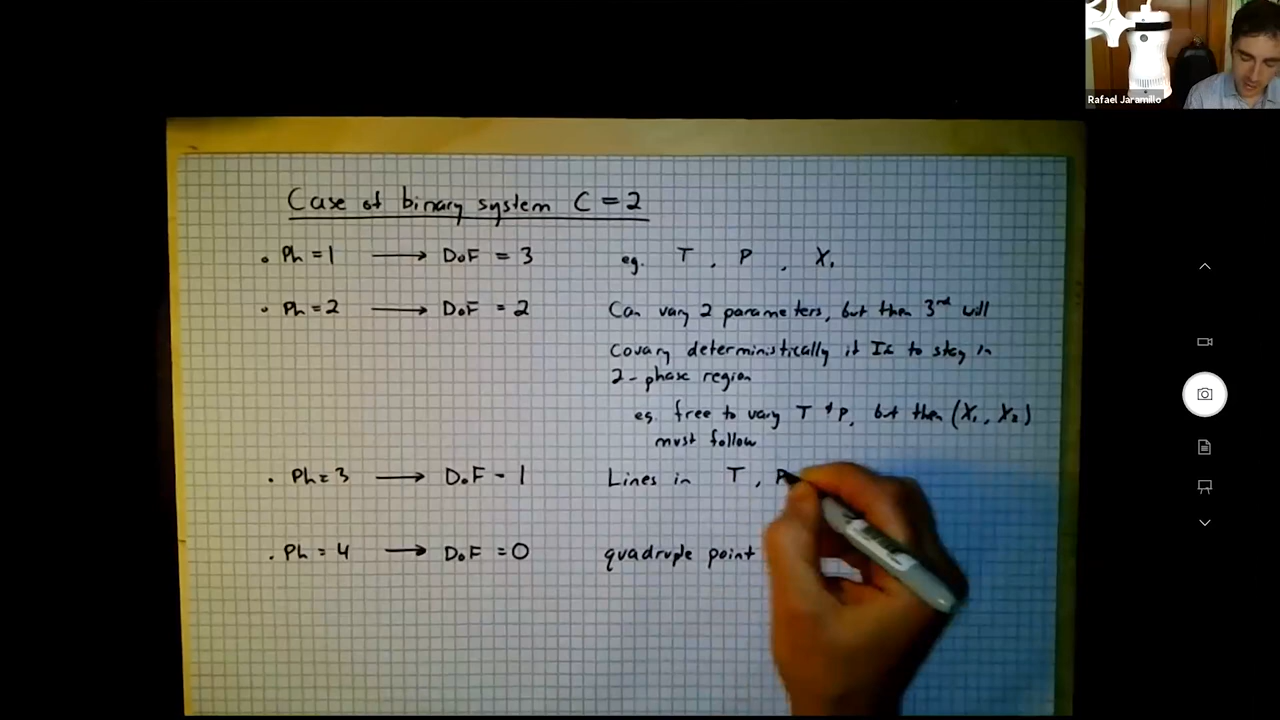 Rafael Jaramillo
Case of binary system C = 2
• Ph = 1 → DoF = 3 eg. T , P , X₁
• Ph = 2 → DoF = 2 Can vary 2 parameters, but then 3rd will
covary deterministically if Is to stay in
2-phase region
eg. free to vary T & P, but then (X₁, X₂)
must follow
• Ph = 3 → DoF - 1 Lines in T , P
• Ph = 4 → DoF = 0 quadruple point